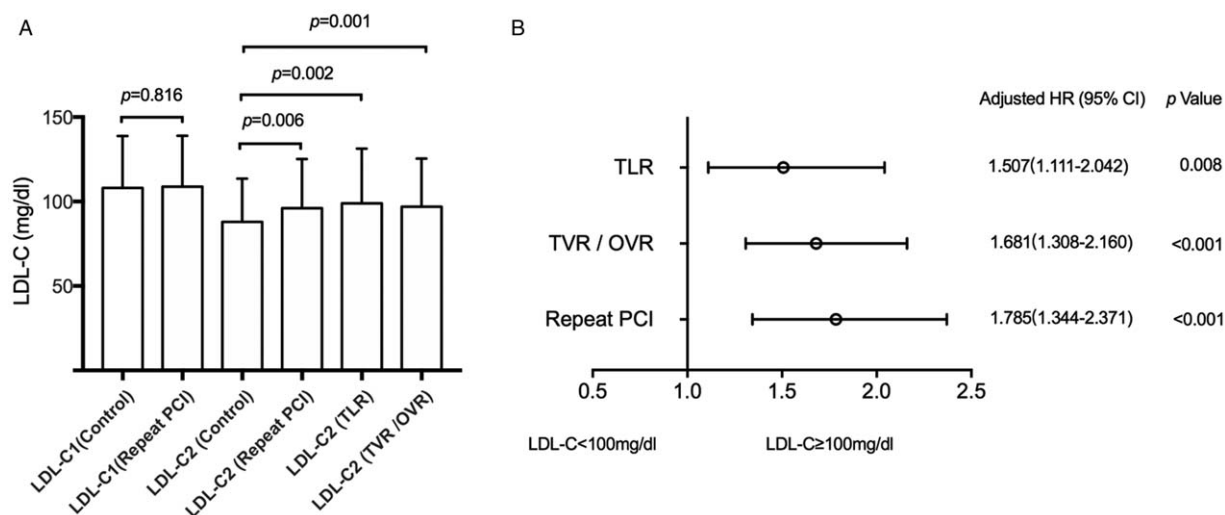 A
p=0.001
p=0.002
p=0.816
p=0.006
150
100
50
LDL-C (mg/dl)
LDL-C1(Control)
LDL-C1(Repeat PCI)
LDL-C2 (Control)
LDL-C2 (Repeat PCI)
LDL-C2 (TLR)
LDL-C2 (TVR /OVR)
B
Adjusted HR (95% CI) p Value
TLR 1.507(1.111-2.042) 0.008
TVR / OVR 1.681(1.308-2.160) <0.001
Repeat PCI 1.785(1.344-2.371) <0.001
0.5 1.0 1.5 2.0 2.5
LDL-C<100mg/dl LDL-C≥100mg/dl